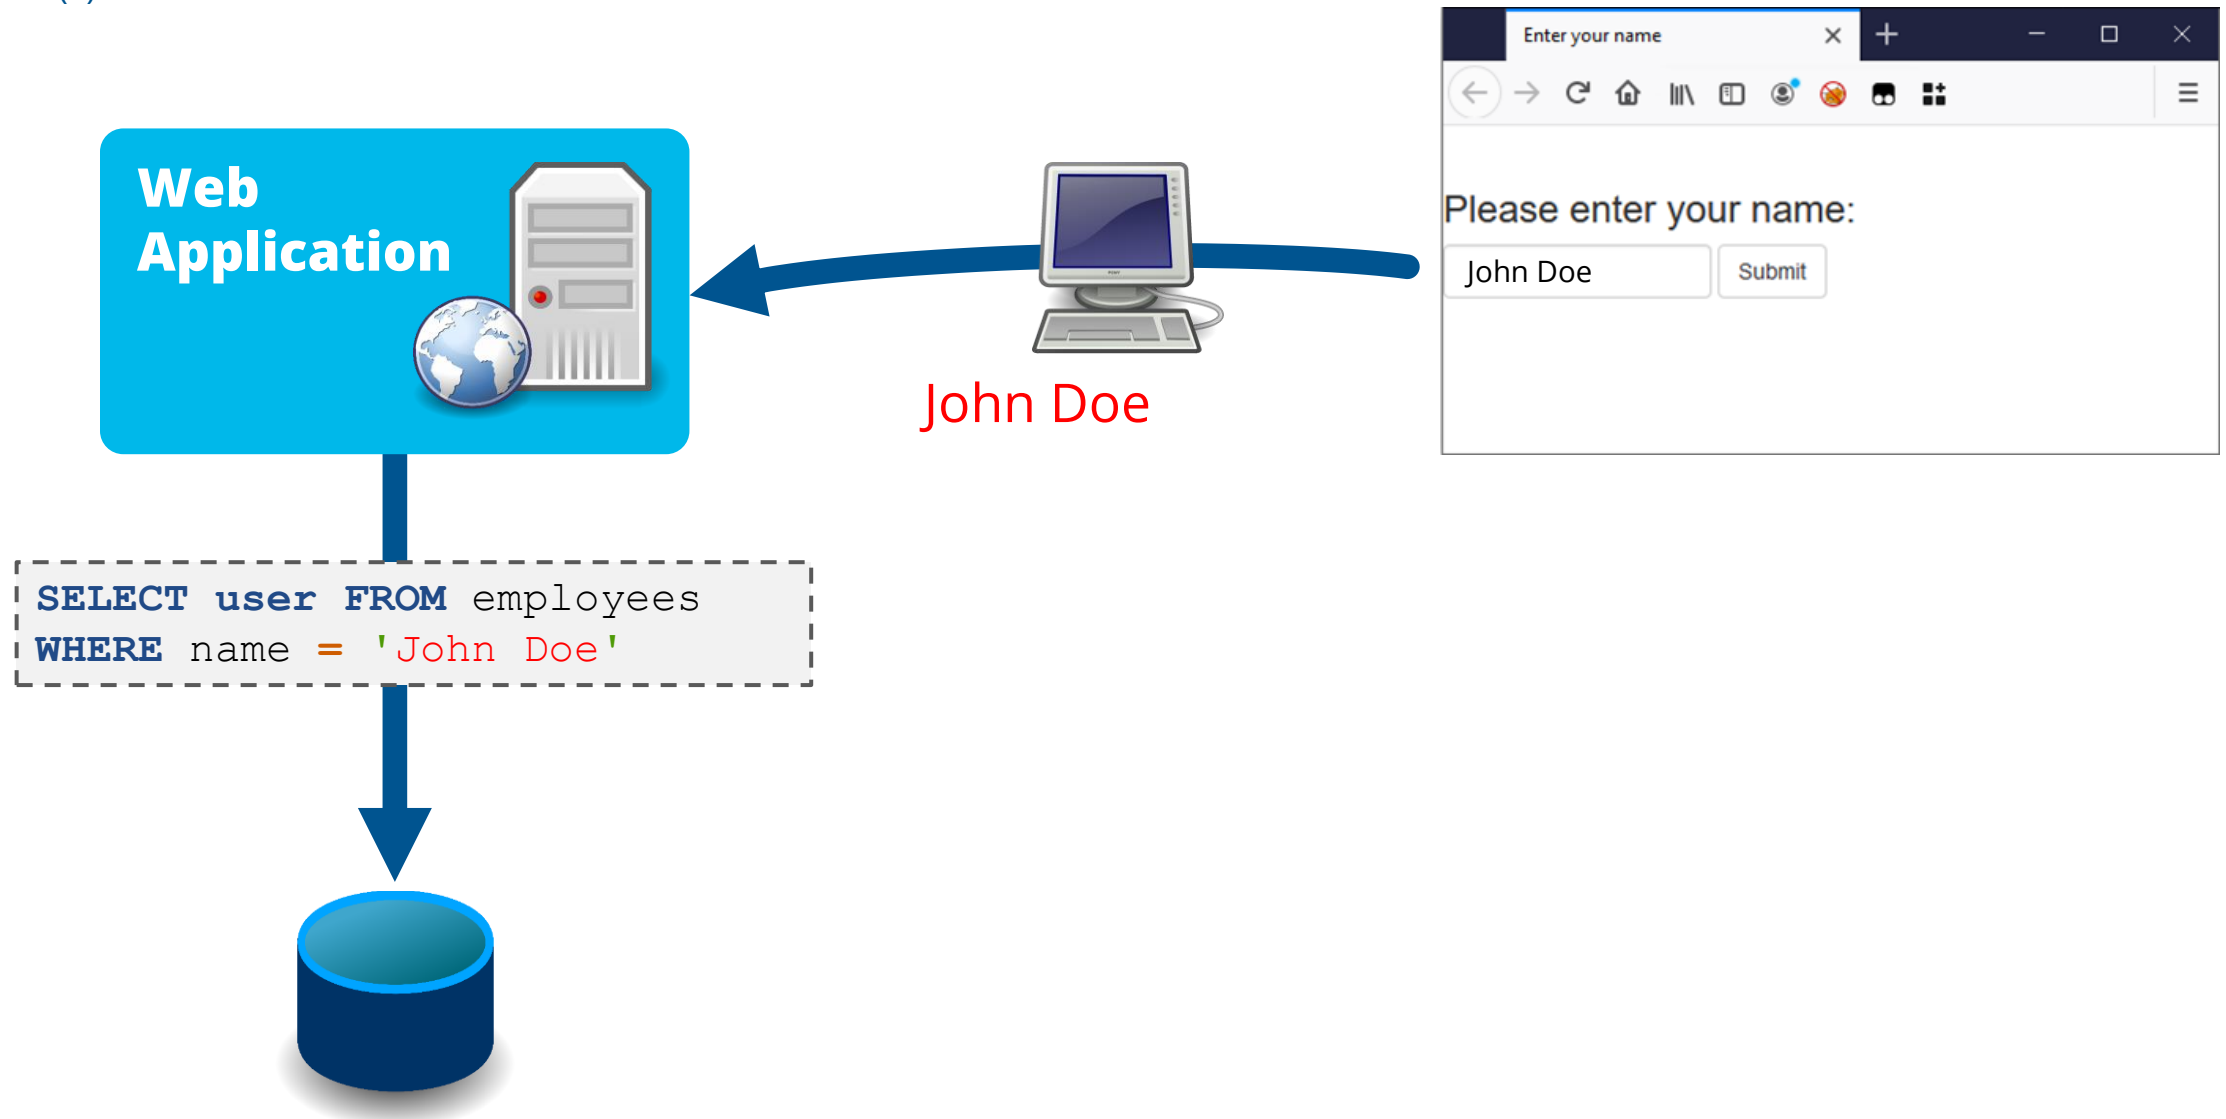 Enter your name
Please enter your name:
John Doe
Submit
Web
Application
John Doe
SELECT user FROM employees
WHERE name = 'John Doe'